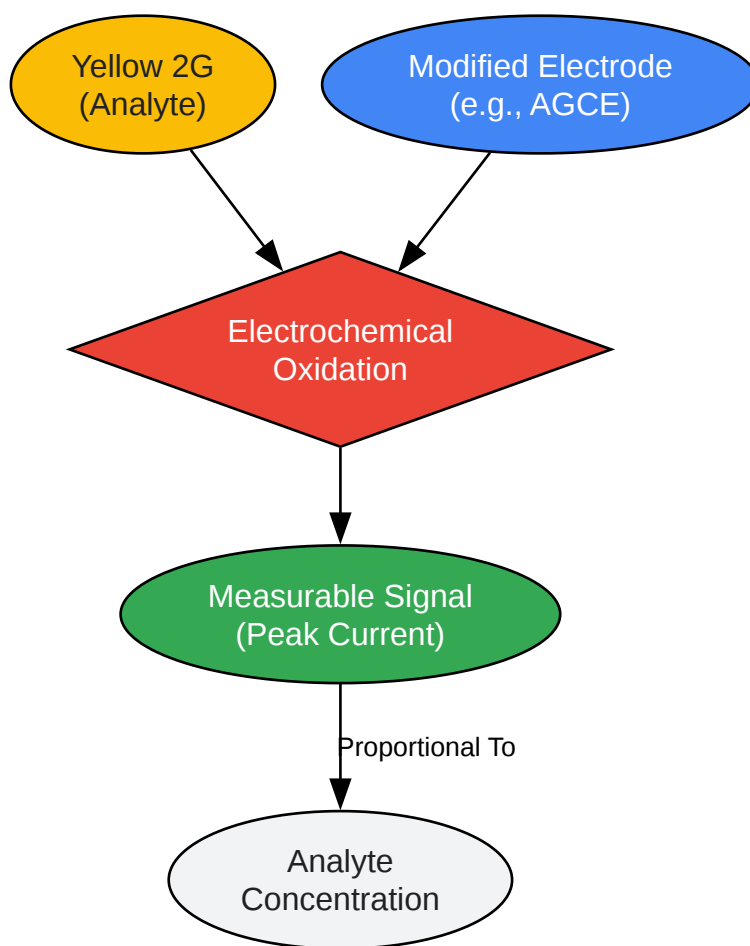 Yellow 2G
(Analyte)
Modified Electrode
(e.g., AGCE)
Electrochemical
Oxidation
Measurable Signal
(Peak Current)
Proportional To
Analyte
Concentration